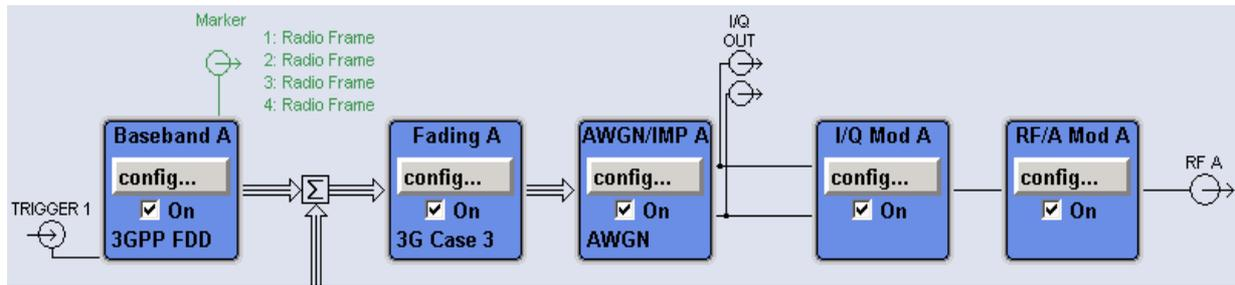 Marker
1: Radio Frame
2: Radio Frame
3: Radio Frame
4: Radio Frame
I/Q
OUT
Baseband A
config...
On
3GPP FDD
TRIGGER 1
Σ
Fading A
config...
On
3G Case 3
AWGN/IMP A
config...
On
AWGN
I/Q Mod A
config...
On
RF/A Mod A
config...
On
RF A